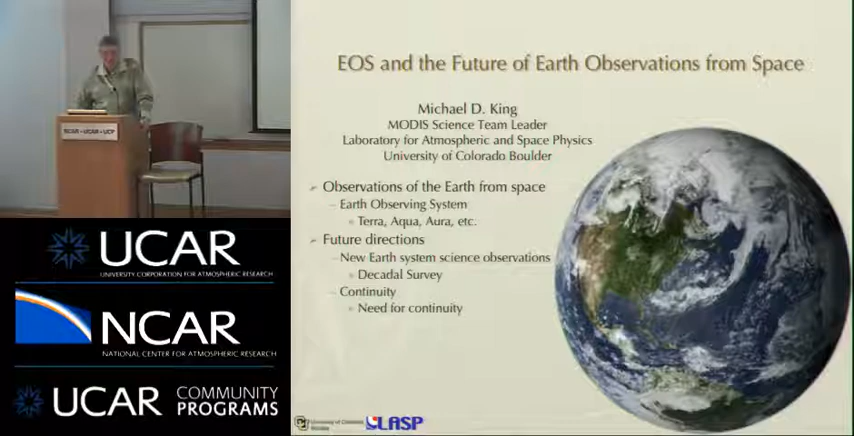 EOS and the Future of Earth Observations from Space
Michael D. King
MODIS Science Team Leader
Laboratory for Atmospheric and Space Physics
University of Colorado Boulder
Observations of the Earth from space
Earth Observing System
Terra, Aqua, Aura, etc.
Future directions
New Earth system science observations
Decadal Survey
Continuity
Need for continuity
LASP
NCAR • UCAR • UCP
UCAR
UNIVERSITY CORPORATION FOR ATMOSPHERIC RESEARCH
NCAR
NATIONAL CENTER FOR ATMOSPHERIC RESEARCH
UCAR COMMUNITY
PROGRAMS